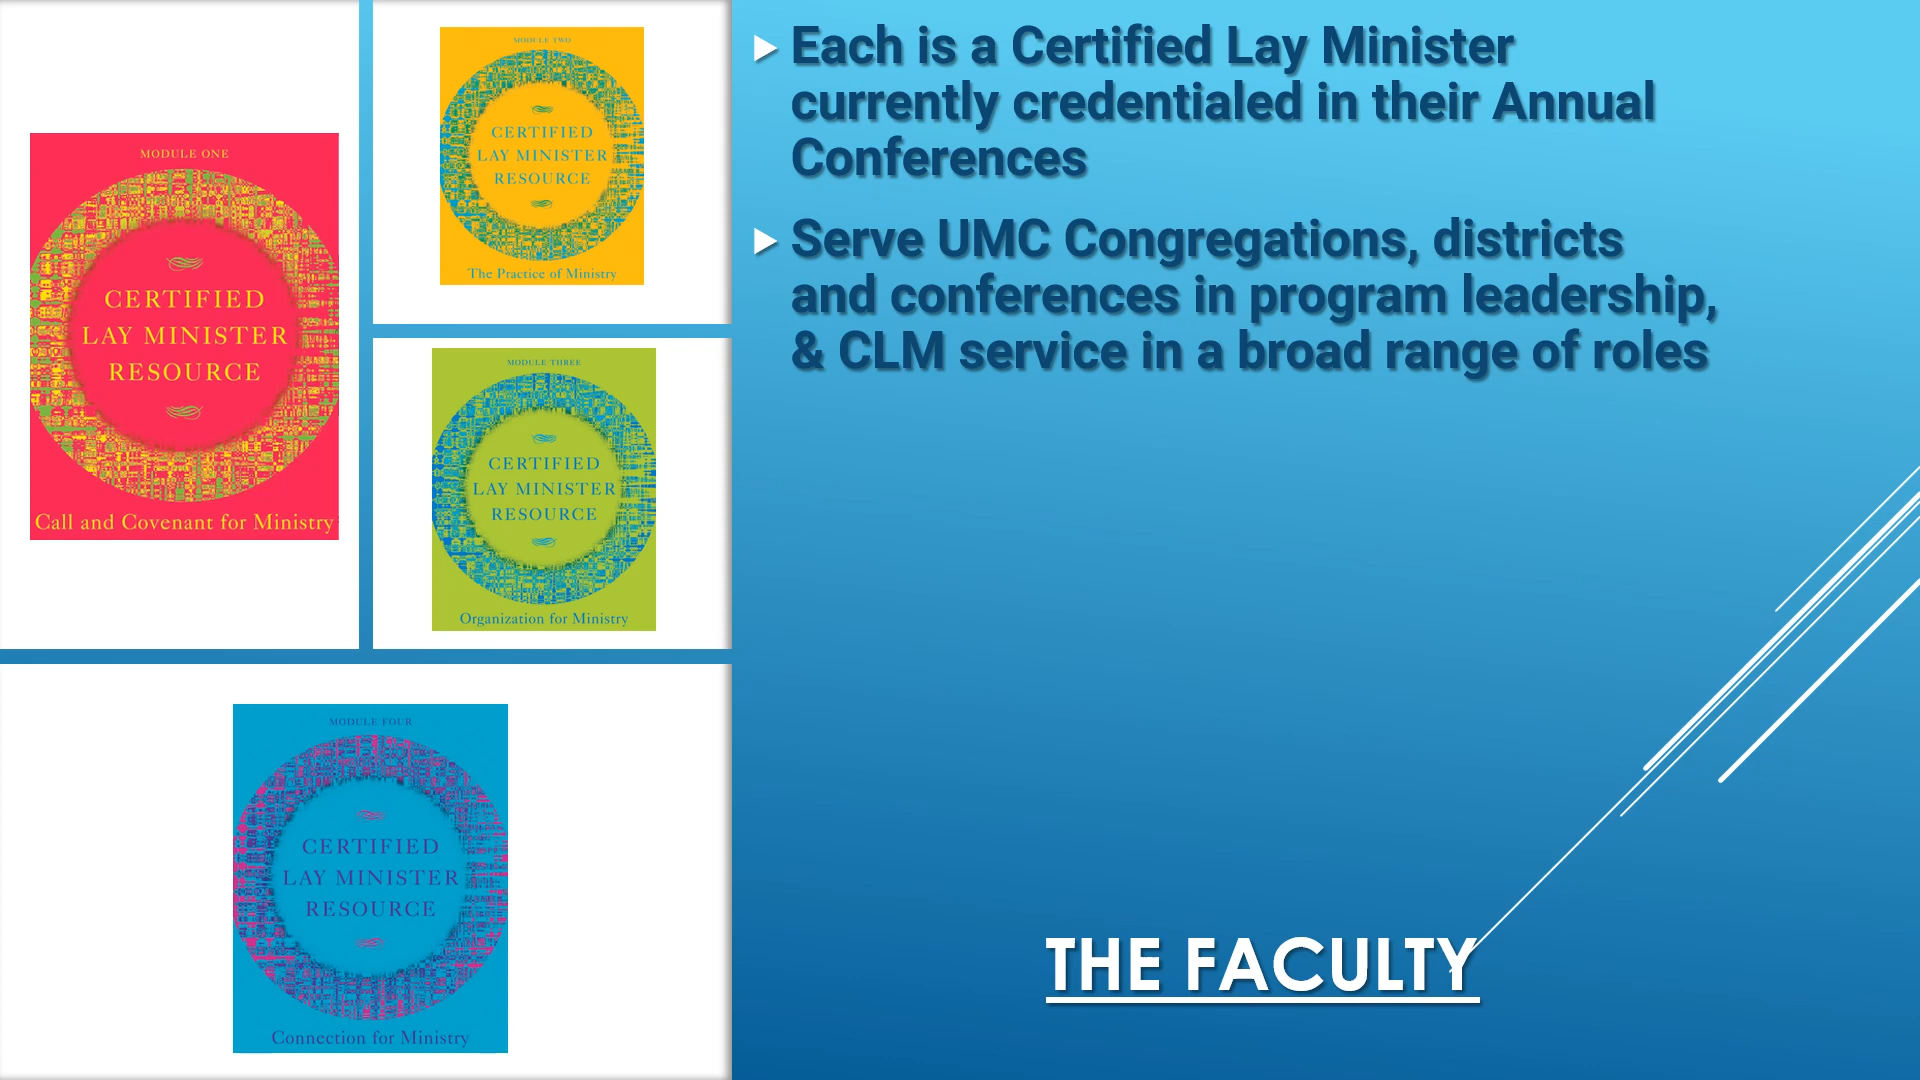 MODULE ONE
CERTIFIED
LAY MINISTER
RESOURCE
Call and Covenant for Ministry
MODULE TWO
CERTIFIED
LAY MINISTER
RESOURCE
The Practice of Ministry
MODULE THREE
CERTIFIED
LAY MINISTER
RESOURCE
Organization for Ministry
MODULE FOUR
CERTIFIED
LAY MINISTER
RESOURCE
Connection for Ministry
Each is a Certified Lay Minister
currently credentialed in their Annual
Conferences
Serve UMC Congregations, districts
and conferences in program leadership,
& CLM service in a broad range of roles
THE FACULTY